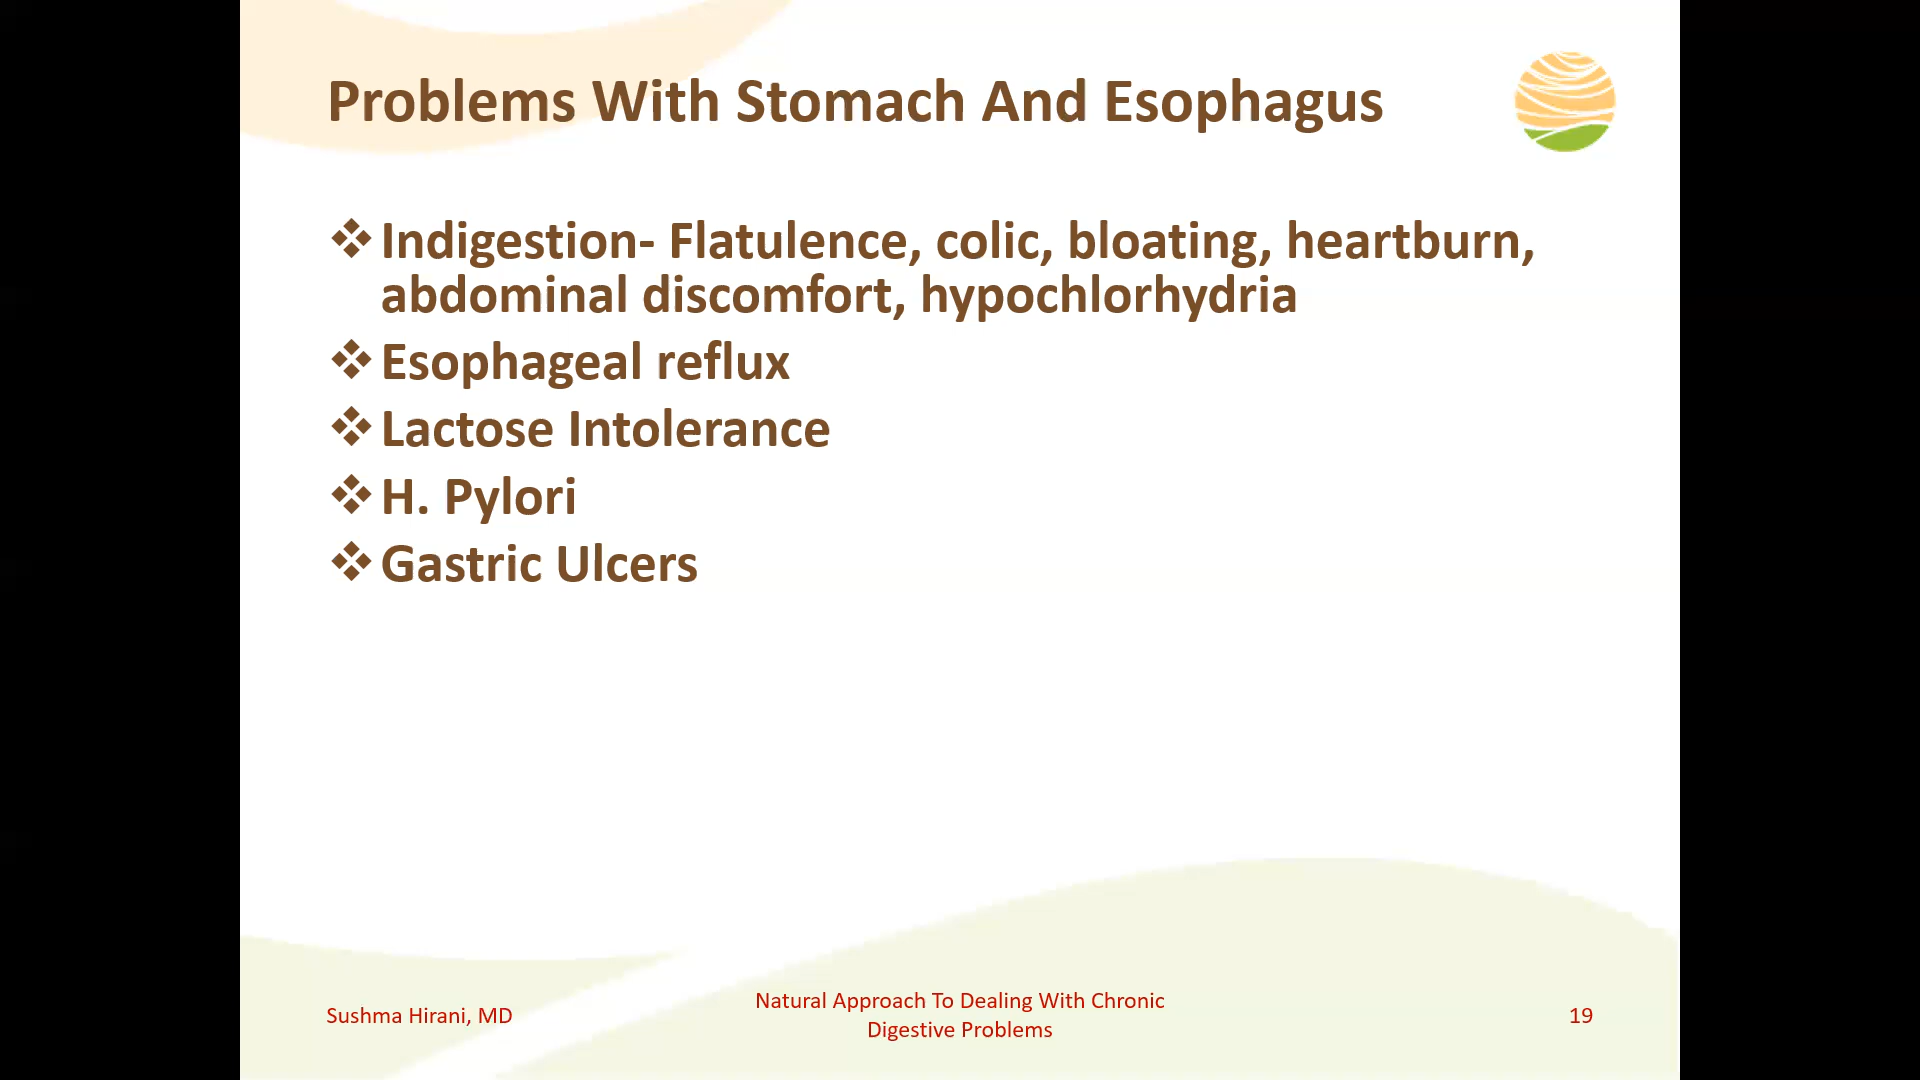 Problems With Stomach And Esophagus
❖ Indigestion- Flatulence, colic, bloating, heartburn,
abdominal discomfort, hypochlorhydria
❖ Esophageal reflux
❖ Lactose Intolerance
❖ H. Pylori
❖ Gastric Ulcers
Sushma Hirani, MD
Natural Approach To Dealing With Chronic
Digestive Problems
19